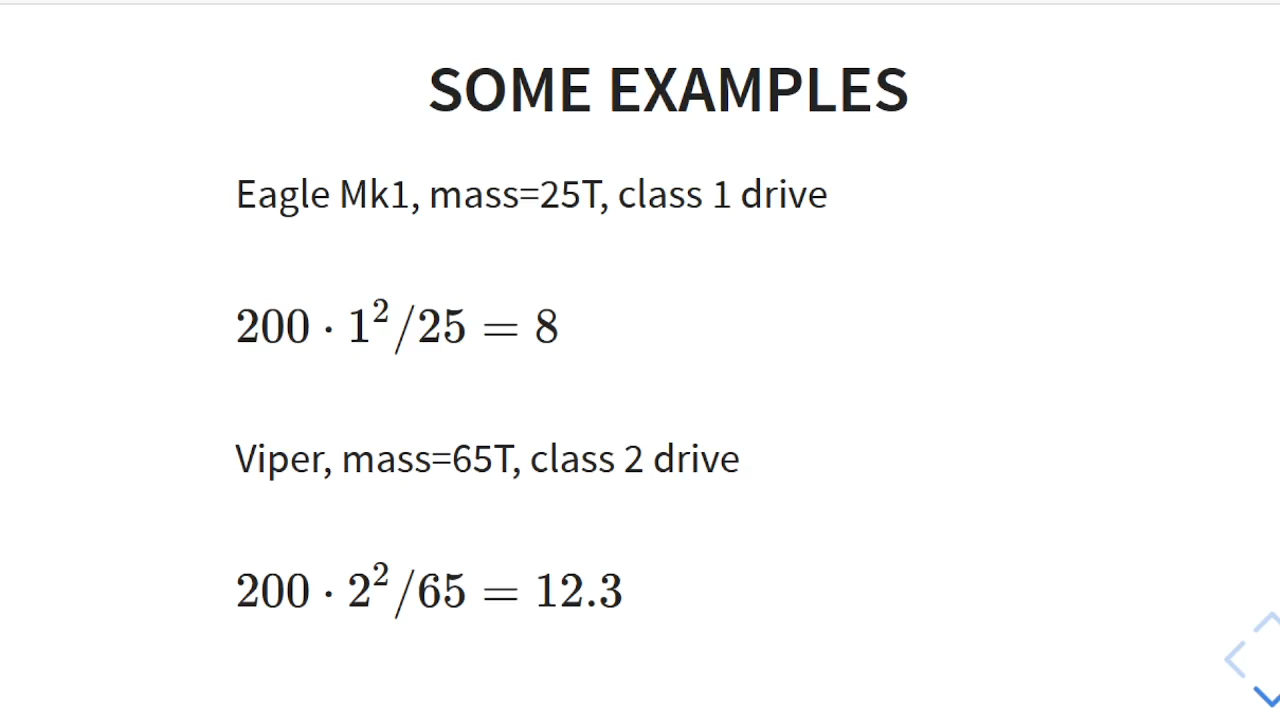 SOME EXAMPLES
Eagle Mk1, mass=25T, class 1 drive
200 · 1²/25 = 8
Viper, mass=65T, class 2 drive
200 · 2²/65 = 12.3